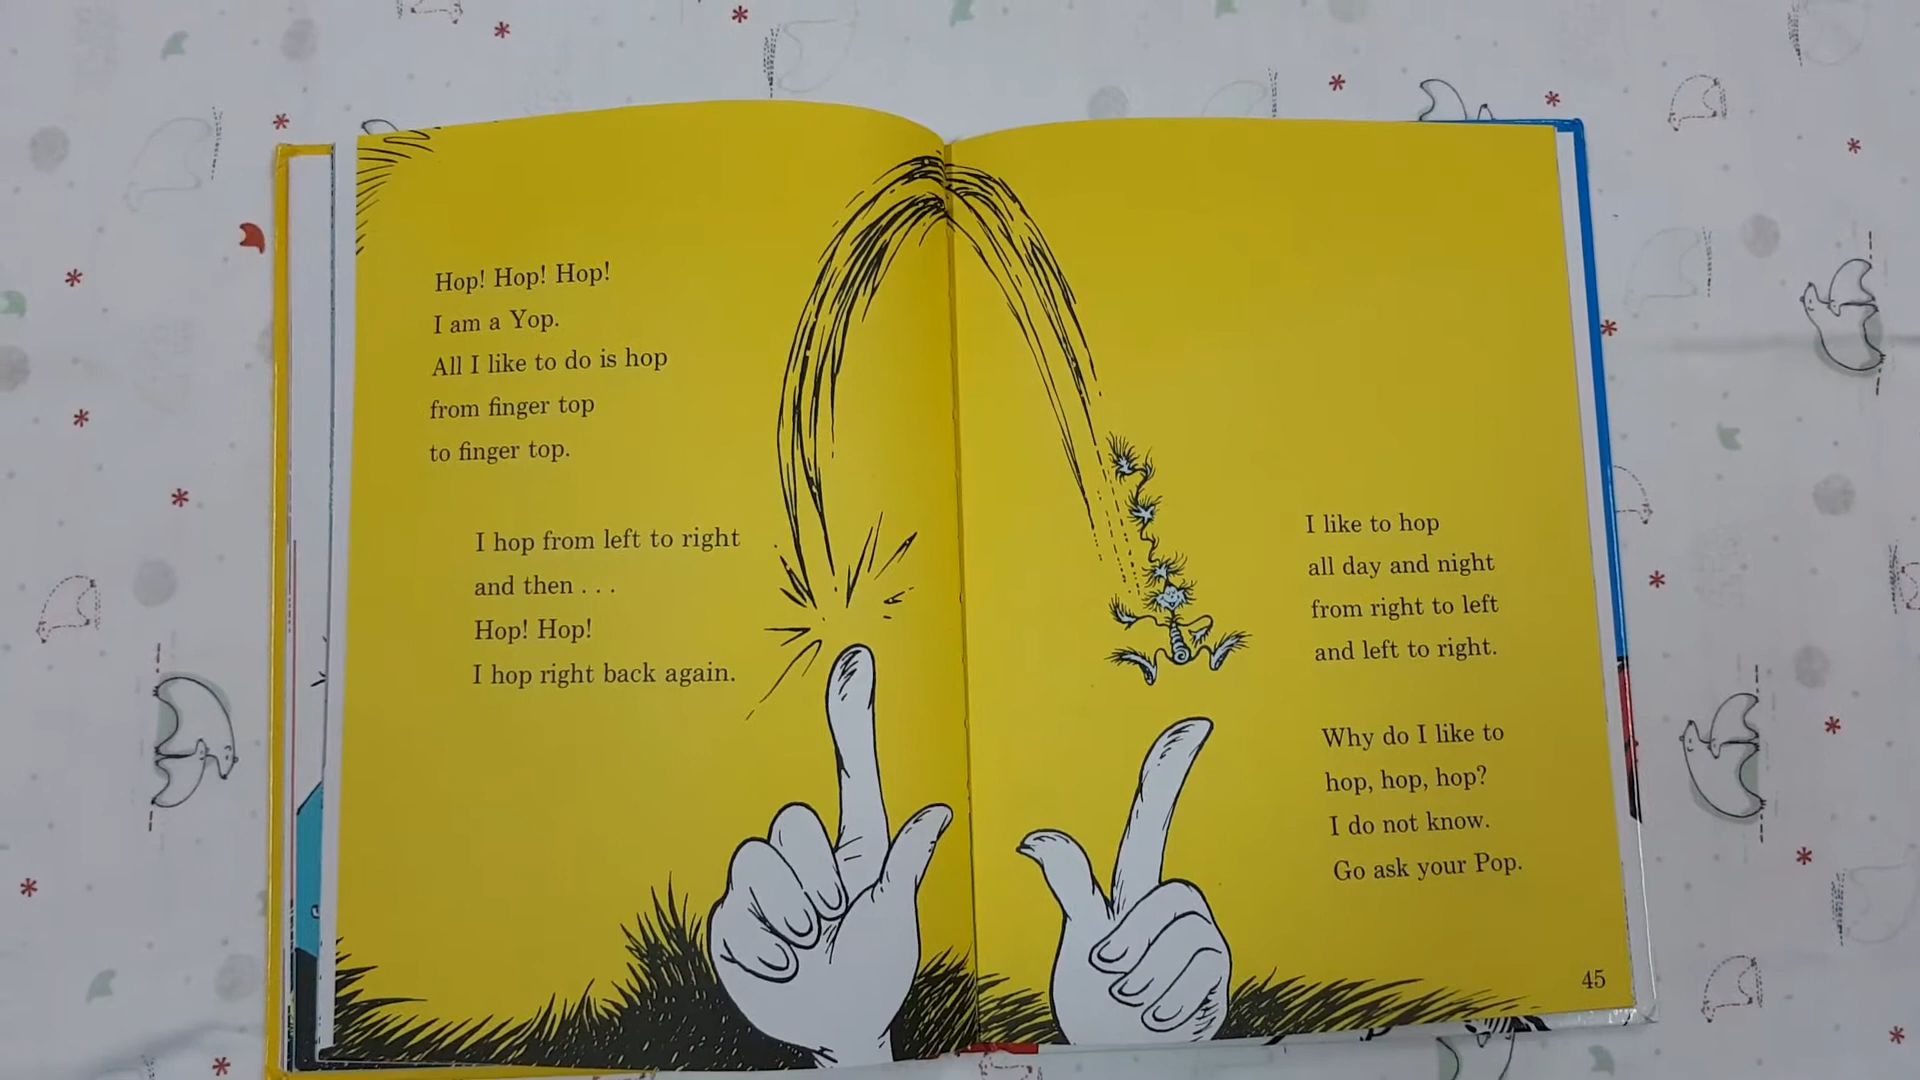 Hop! Hop! Hop!
I am a Yop.
All I like to do is hop
from finger top
to finger top.
I hop from left to right
and then . . .
Hop! Hop!
I hop right back again.
I like to hop
all day and night
from right to left
and left to right.
Why do I like to
hop, hop, hop?
I do not know.
Go ask your Pop.
45